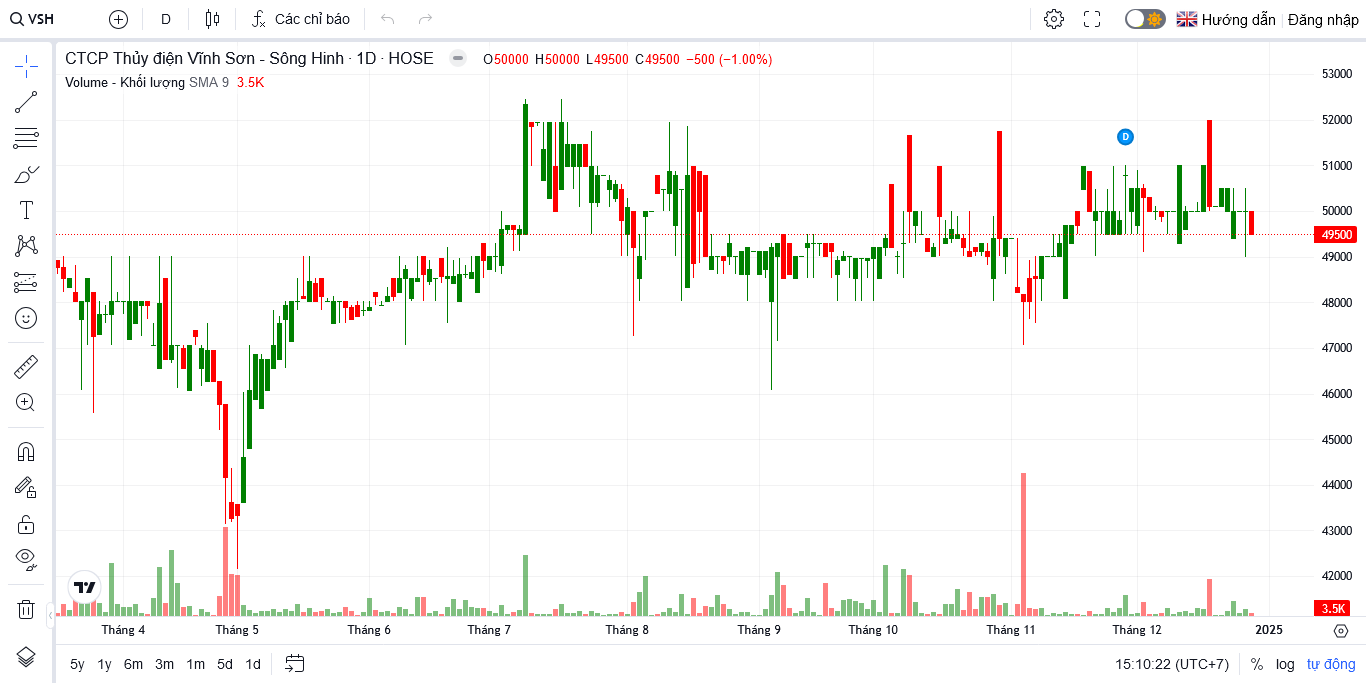 VSH D Các chỉ báo Hướng dẫn Đăng nhập
CTCP Thủy điện Vĩnh Sơn - Sông Hinh · 1D · HOSE O50000 H50000 L49500 C49500 −500 (−1.00%)
Volume - Khối lượng SMA 9 3.5K
53000
52000
D
51000
50000
49500
49000
48000
47000
46000
45000
44000
43000
42000
3.5K
Tháng 4 Tháng 5 Tháng 6 Tháng 7 Tháng 8 Tháng 9 Tháng 10 Tháng 11 Tháng 12 2025
5y 1y 6m 3m 1m 5d 1d 15:10:22 (UTC+7) % log tự động